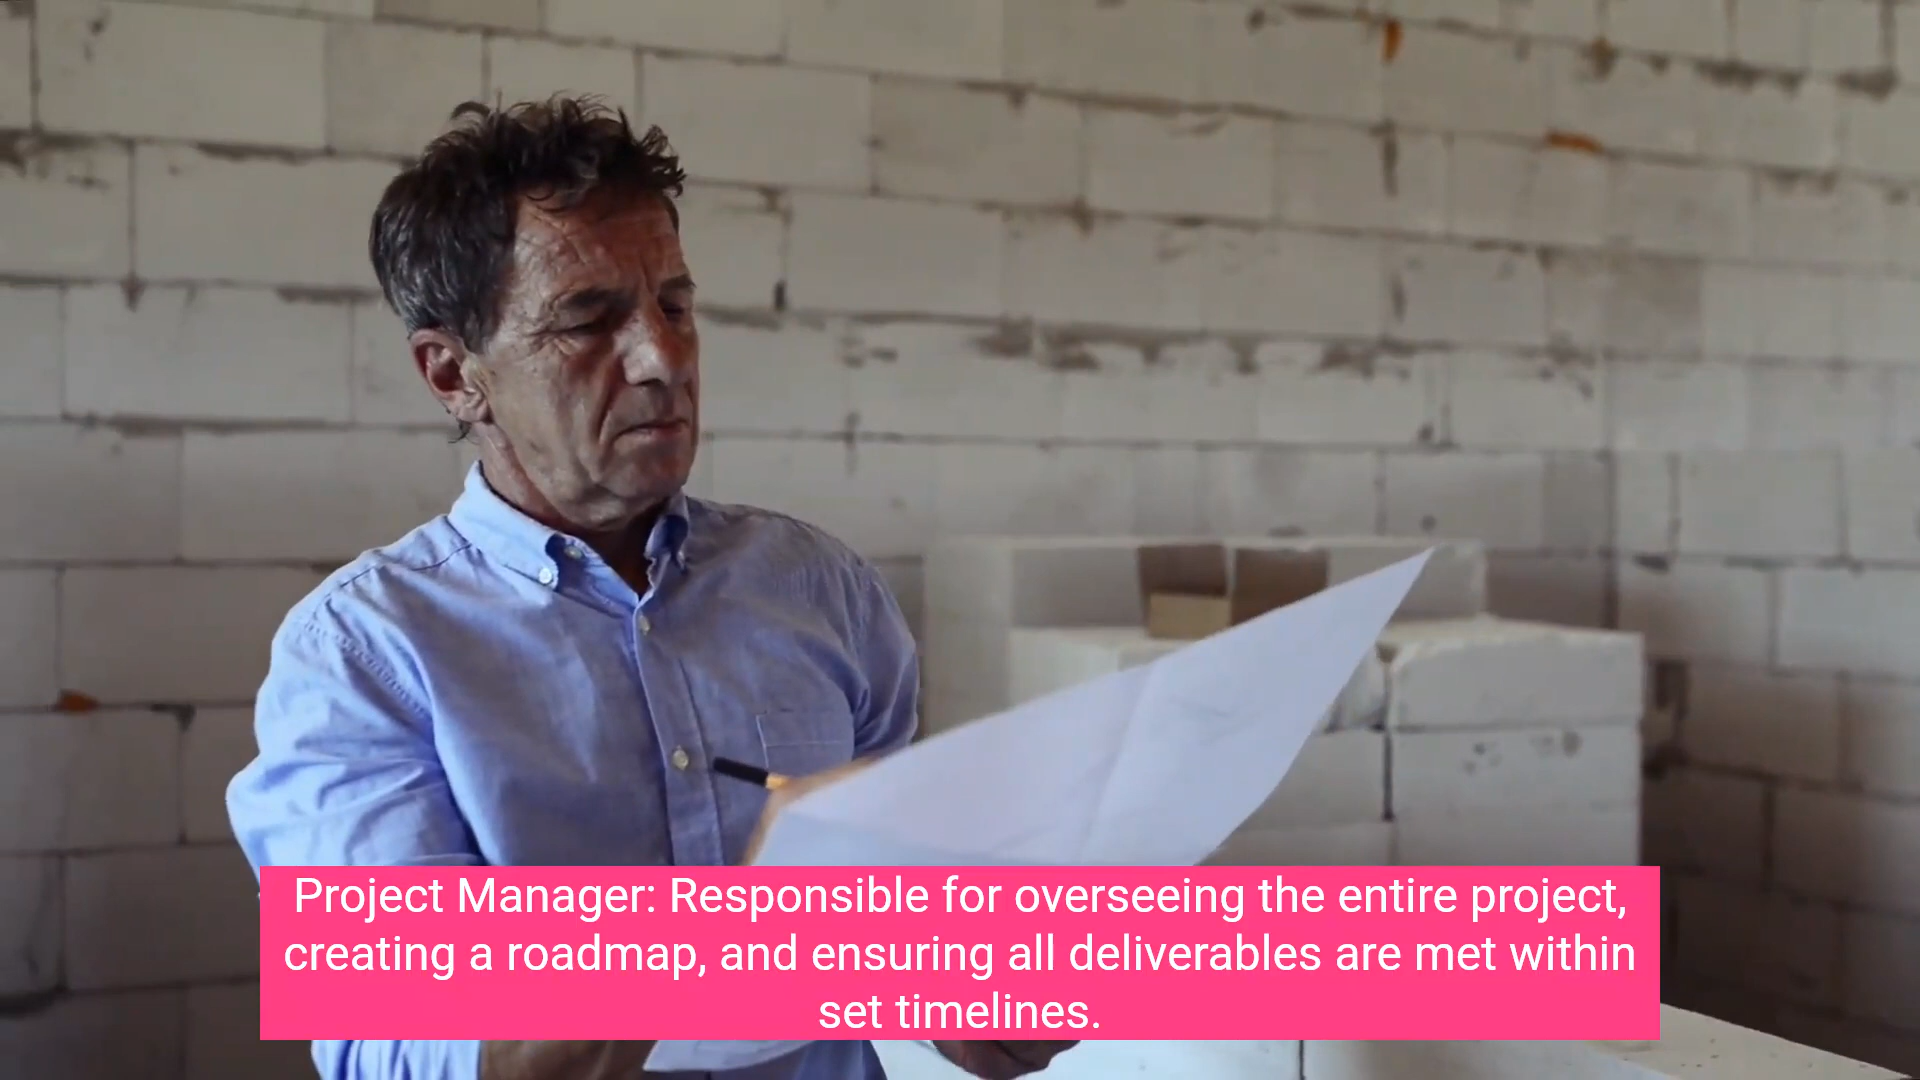 Project Manager: Responsible for overseeing the entire project,
creating a roadmap, and ensuring all deliverables are met within
set timelines.